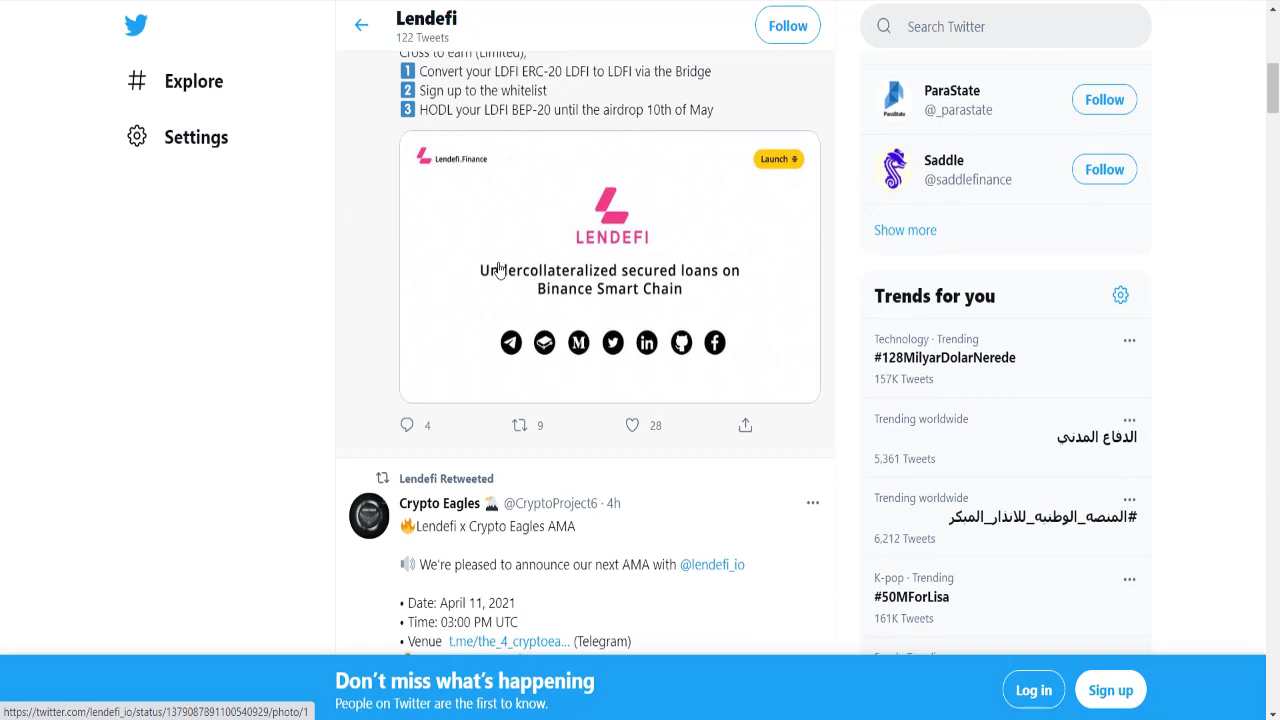 Lendefi
122 Tweets
Follow
Search Twitter
Explore
Settings
Cross to earn (Limited),
1 Convert your LDFI ERC-20 LDFI to LDFI via the Bridge
2 Sign up to the whitelist
3 HODL your LDFI BEP-20 until the airdrop 10th of May
Lendefi.Finance
Launch
LENDEFI
Undercollateralized secured loans on
Binance Smart Chain
4 9 28
Lendefi Retweeted
Crypto Eagles @CryptoProject6 · 4h
Lendefi x Crypto Eagles AMA
We're pleased to announce our next AMA with @lendefi_io
• Date: April 11, 2021
• Time: 03:00 PM UTC
• Venue t.me/the_4_cryptoea... (Telegram)
ParaState
ParaState
@_parastate
Follow
Saddle
@saddlefinance
Follow
Show more
Trends for you
Technology · Trending
#128MilyarDolarNerede
157K Tweets
Trending worldwide
الدفاع المدني
5,361 Tweets
Trending worldwide
#المنصه_الوطنيه_للانذار_المبكر
6,212 Tweets
K-pop · Trending
#50MForLisa
161K Tweets
Don't miss what's happening
People on Twitter are the first to know.
Log in
Sign up
https://twitter.com/lendefi_io/status/1379087891100540929/photo/1